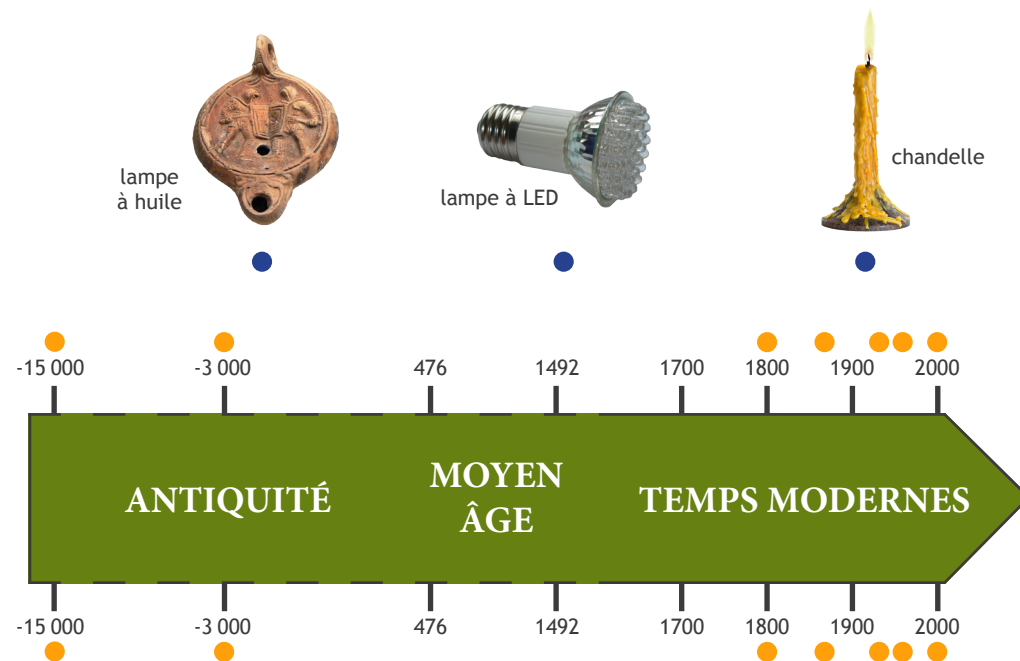 lampe
à huile
lampe à LED
chandelle
-15 000 -3 000 476 1492 1700 1800 1900 2000
ANTIQUITÉ
MOYEN
ÂGE
TEMPS MODERNES
-15 000 -3 000 476 1492 1700 1800 1900 2000